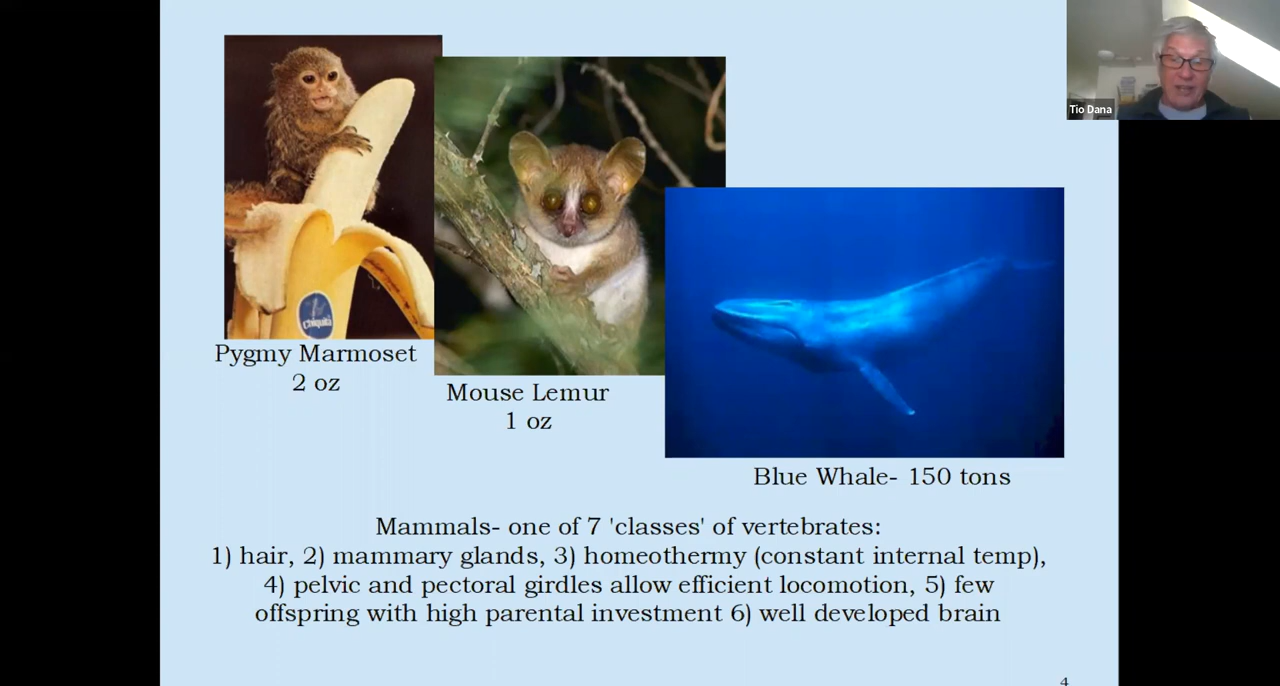 Tio Dana
Chiquita
Pygmy Marmoset
2 oz
Mouse Lemur
1 oz
Blue Whale- 150 tons
Mammals- one of 7 'classes' of vertebrates:
1) hair, 2) mammary glands, 3) homeothermy (constant internal temp),
4) pelvic and pectoral girdles allow efficient locomotion, 5) few
offspring with high parental investment 6) well developed brain
4